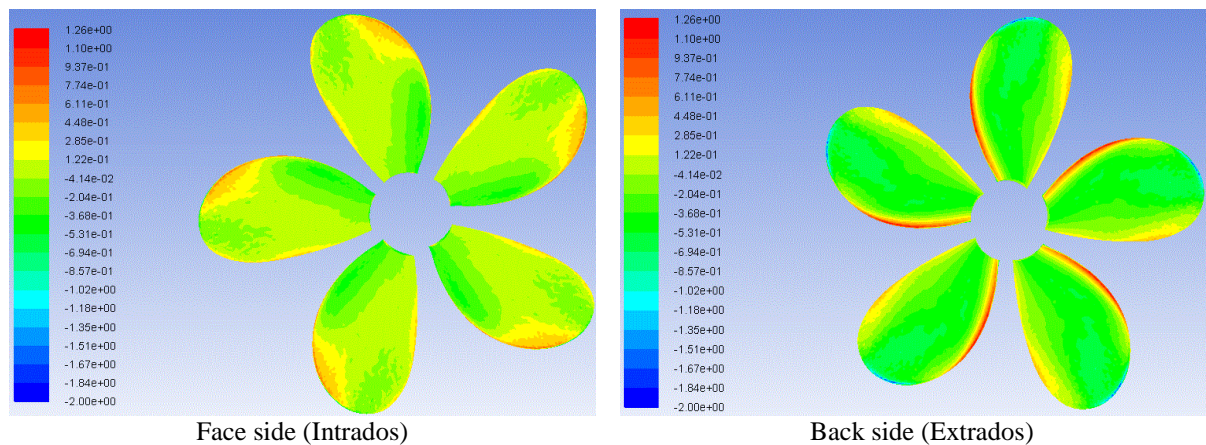 1.26e+00
1.10e+00
9.37e-01
7.74e-01
6.11e-01
4.48e-01
2.85e-01
1.22e-01
-4.14e-02
-2.04e-01
-3.68e-01
-5.31e-01
-6.94e-01
-8.57e-01
-1.02e+00
-1.18e+00
-1.35e+00
-1.51e+00
-1.67e+00
-1.84e+00
-2.00e+00
Face side (Intrados)
1.26e+00
1.10e+00
9.37e-01
7.74e-01
6.11e-01
4.48e-01
2.85e-01
1.22e-01
-4.14e-02
-2.04e-01
-3.68e-01
-5.31e-01
-6.94e-01
-8.57e-01
-1.02e+00
-1.18e+00
-1.35e+00
-1.51e+00
-1.67e+00
-1.84e+00
-2.00e+00
Back side (Extrados)